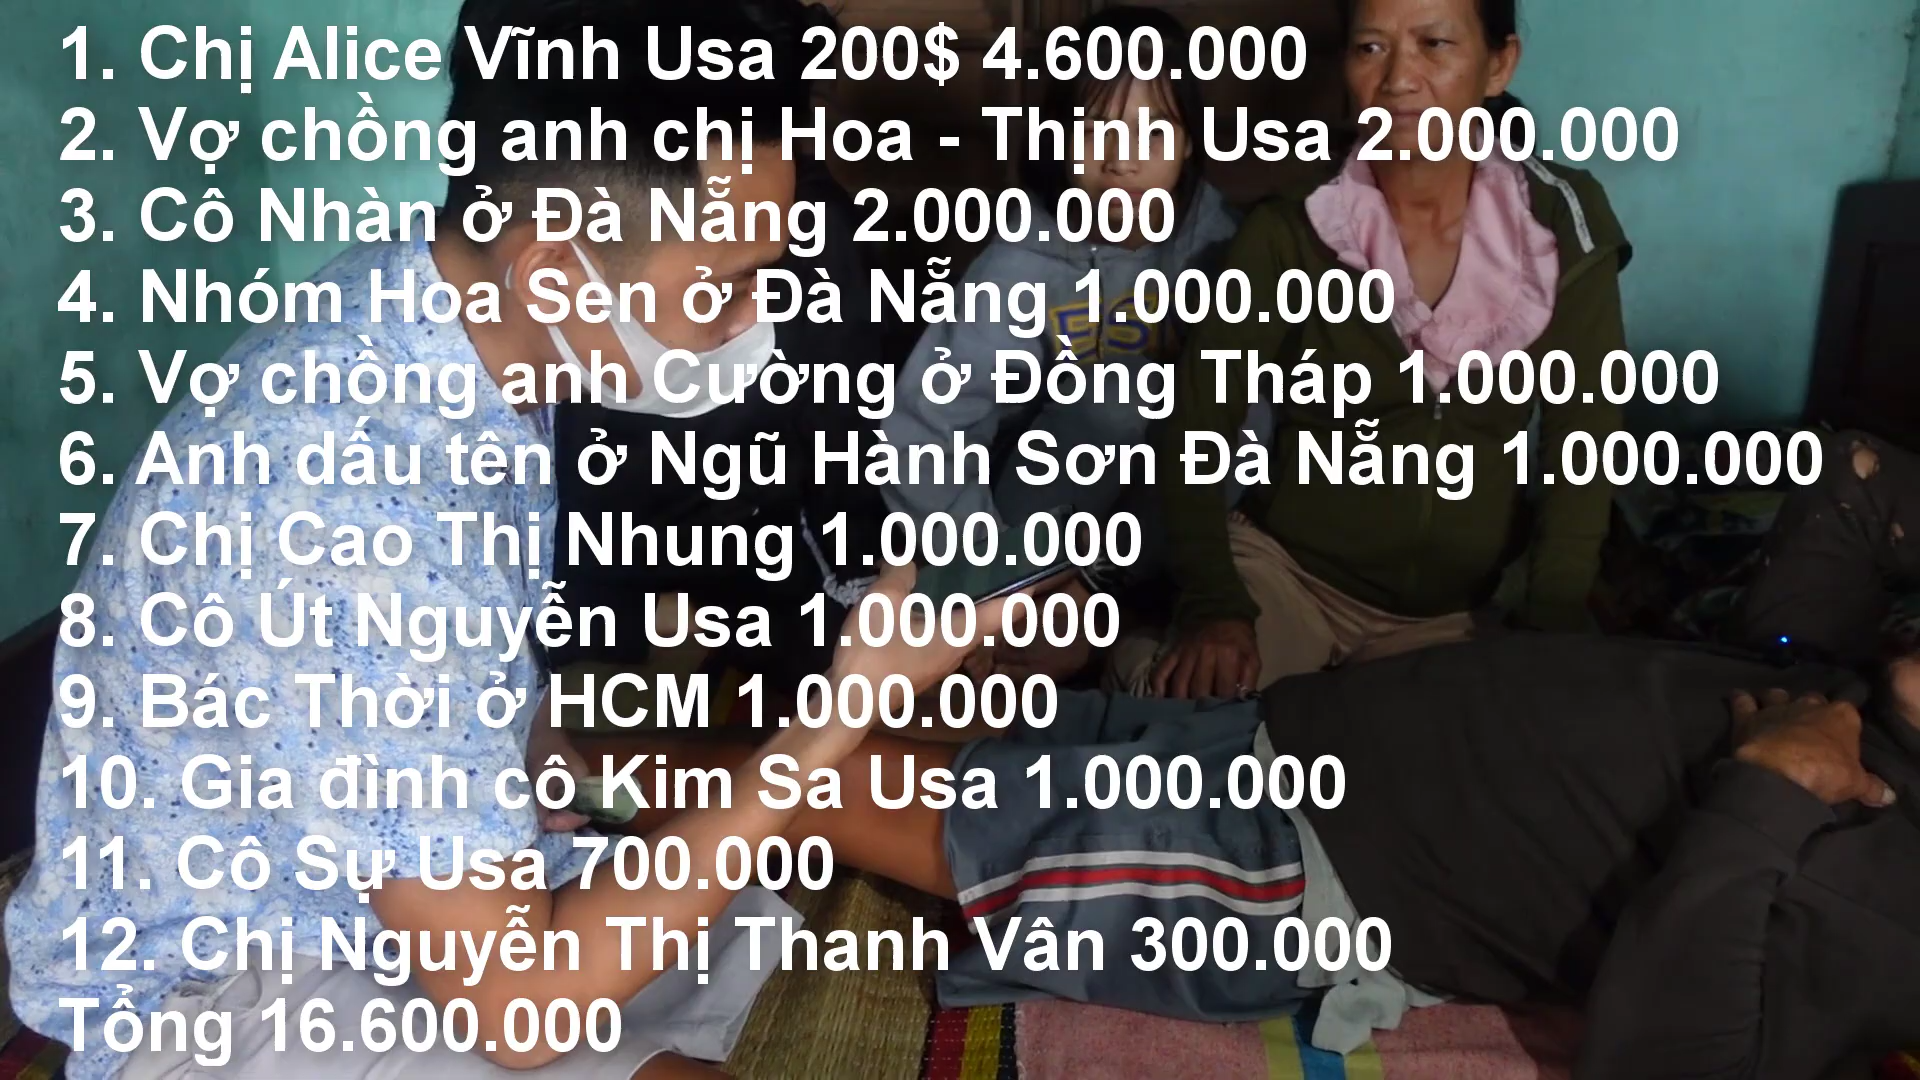 1. Chị Alice Vĩnh Usa 200$ 4.600.000
2. Vợ chồng anh chị Hoa - Thịnh Usa 2.000.000
3. Cô Nhàn ở Đà Nẵng 2.000.000
4. Nhóm Hoa Sen ở Đà Nẵng 1.000.000
5. Vợ chồng anh Cường ở Đồng Tháp 1.000.000
6. Anh dấu tên ở Ngũ Hành Sơn Đà Nẵng 1.000.000
7. Chị Cao Thị Nhung 1.000.000
8. Cô Út Nguyễn Usa 1.000.000
9. Bác Thời ở HCM 1.000.000
10. Gia đình cô Kim Sa Usa 1.000.000
11. Cô Sự Usa 700.000
12. Chị Nguyễn Thị Thanh Vân 300.000
Tổng 16.600.000
ES